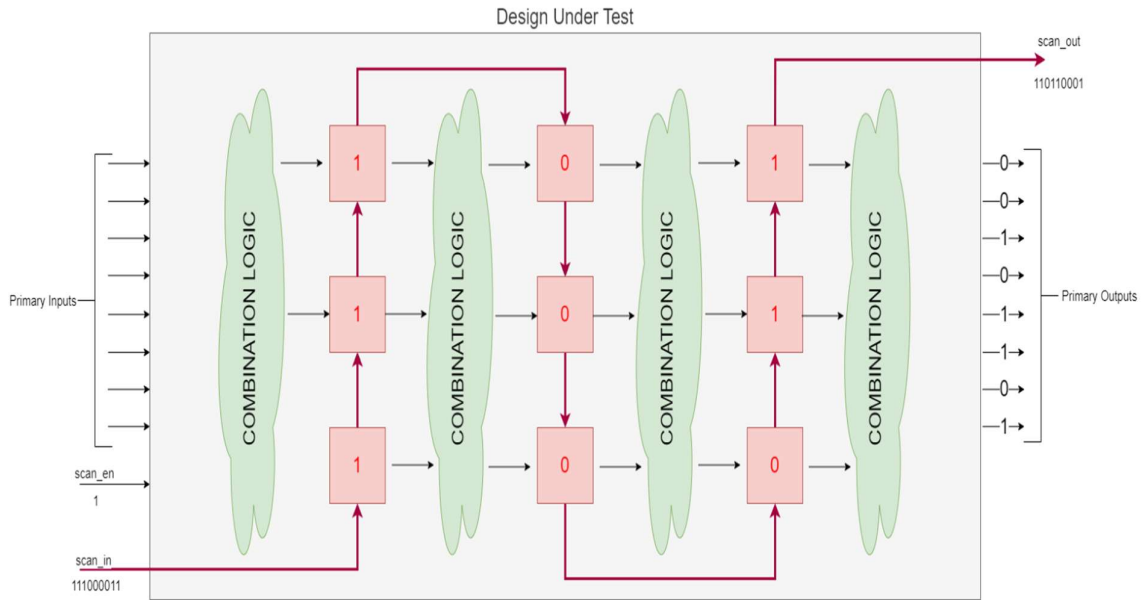 Design Under Test
scan_out
110110001
1 0 1
0
0
1
0
1
1
0
1
Primary Inputs
COMBINATION LOGIC
COMBINATION LOGIC
COMBINATION LOGIC
COMBINATION LOGIC
1 0 1
Primary Outputs
1 0 0
scan_en
1
scan_in
111000011